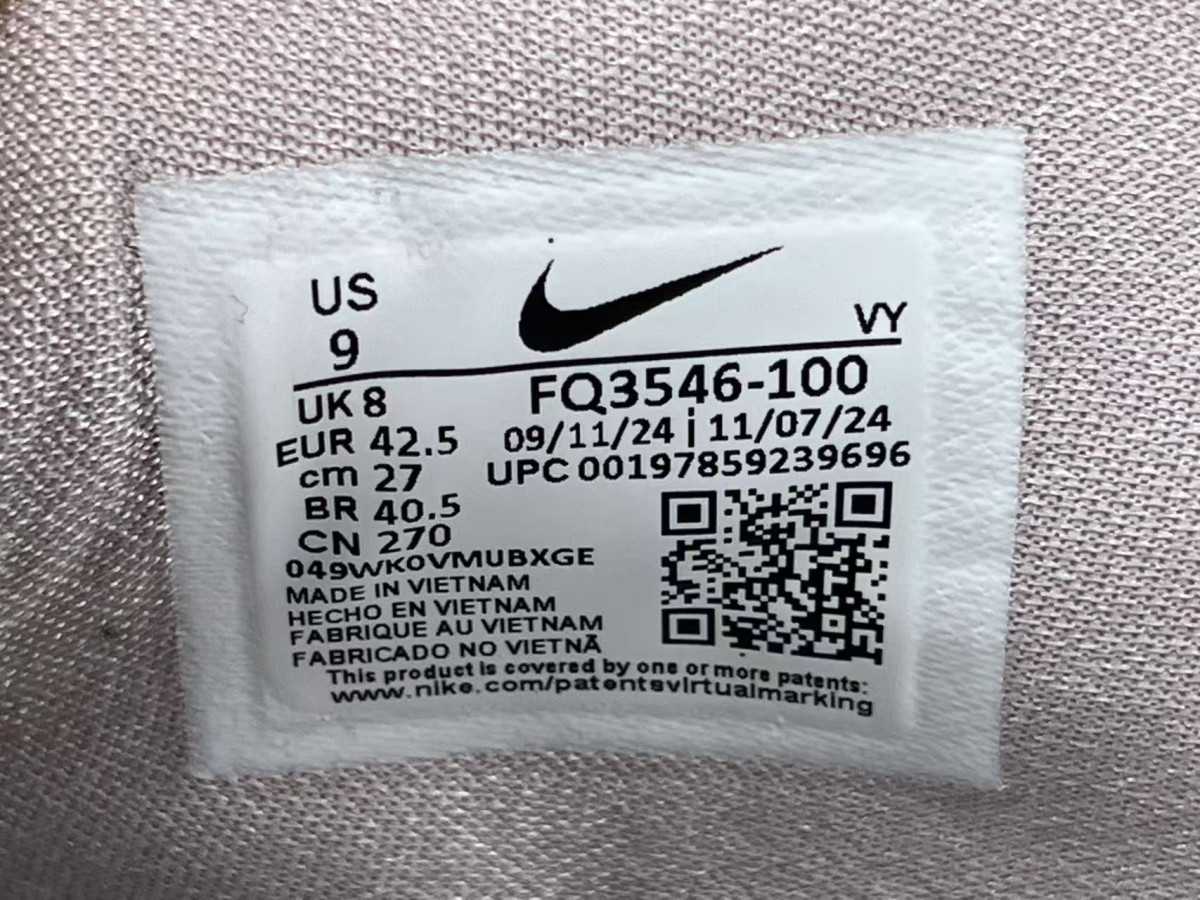 US
9
VY
UK 8
EUR 42.5
cm 27
BR 40.5
CN 270
FQ3546-100
09/11/24 | 11/07/24
UPC 00197859239696
049WK0VMUBXGE
MADE IN VIETNAM
HECHO EN VIETNAM
FABRIQUE AU VIETNAM
FABRICADO NO VIETNÃ
This product is covered by one or more patents:
www.nike.com/patentsvirtualmarking